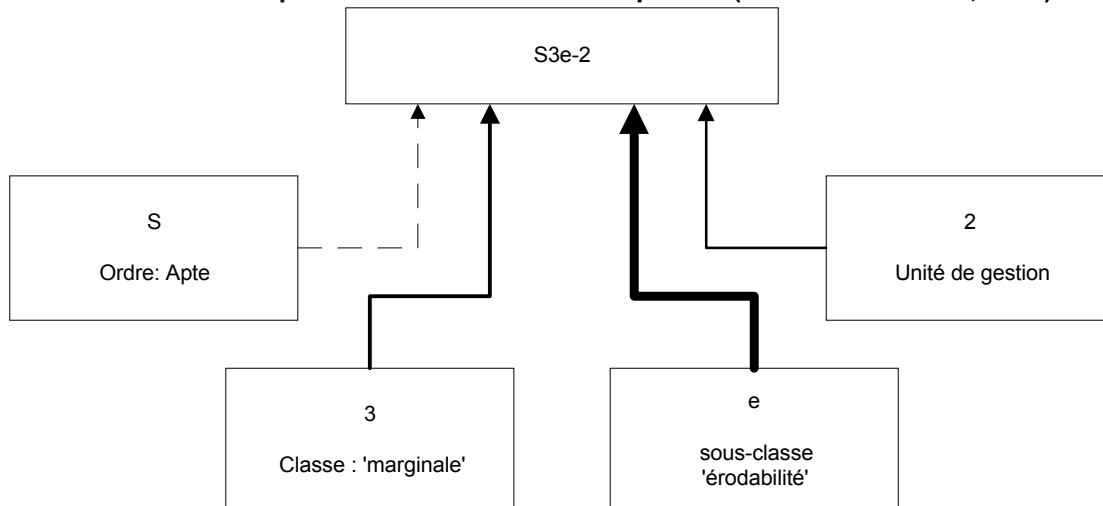 S3e-2
S
Ordre: Apte
2
Unité de gestion
3
Classe : 'marginale'
e
sous-classe
'érodabilité'